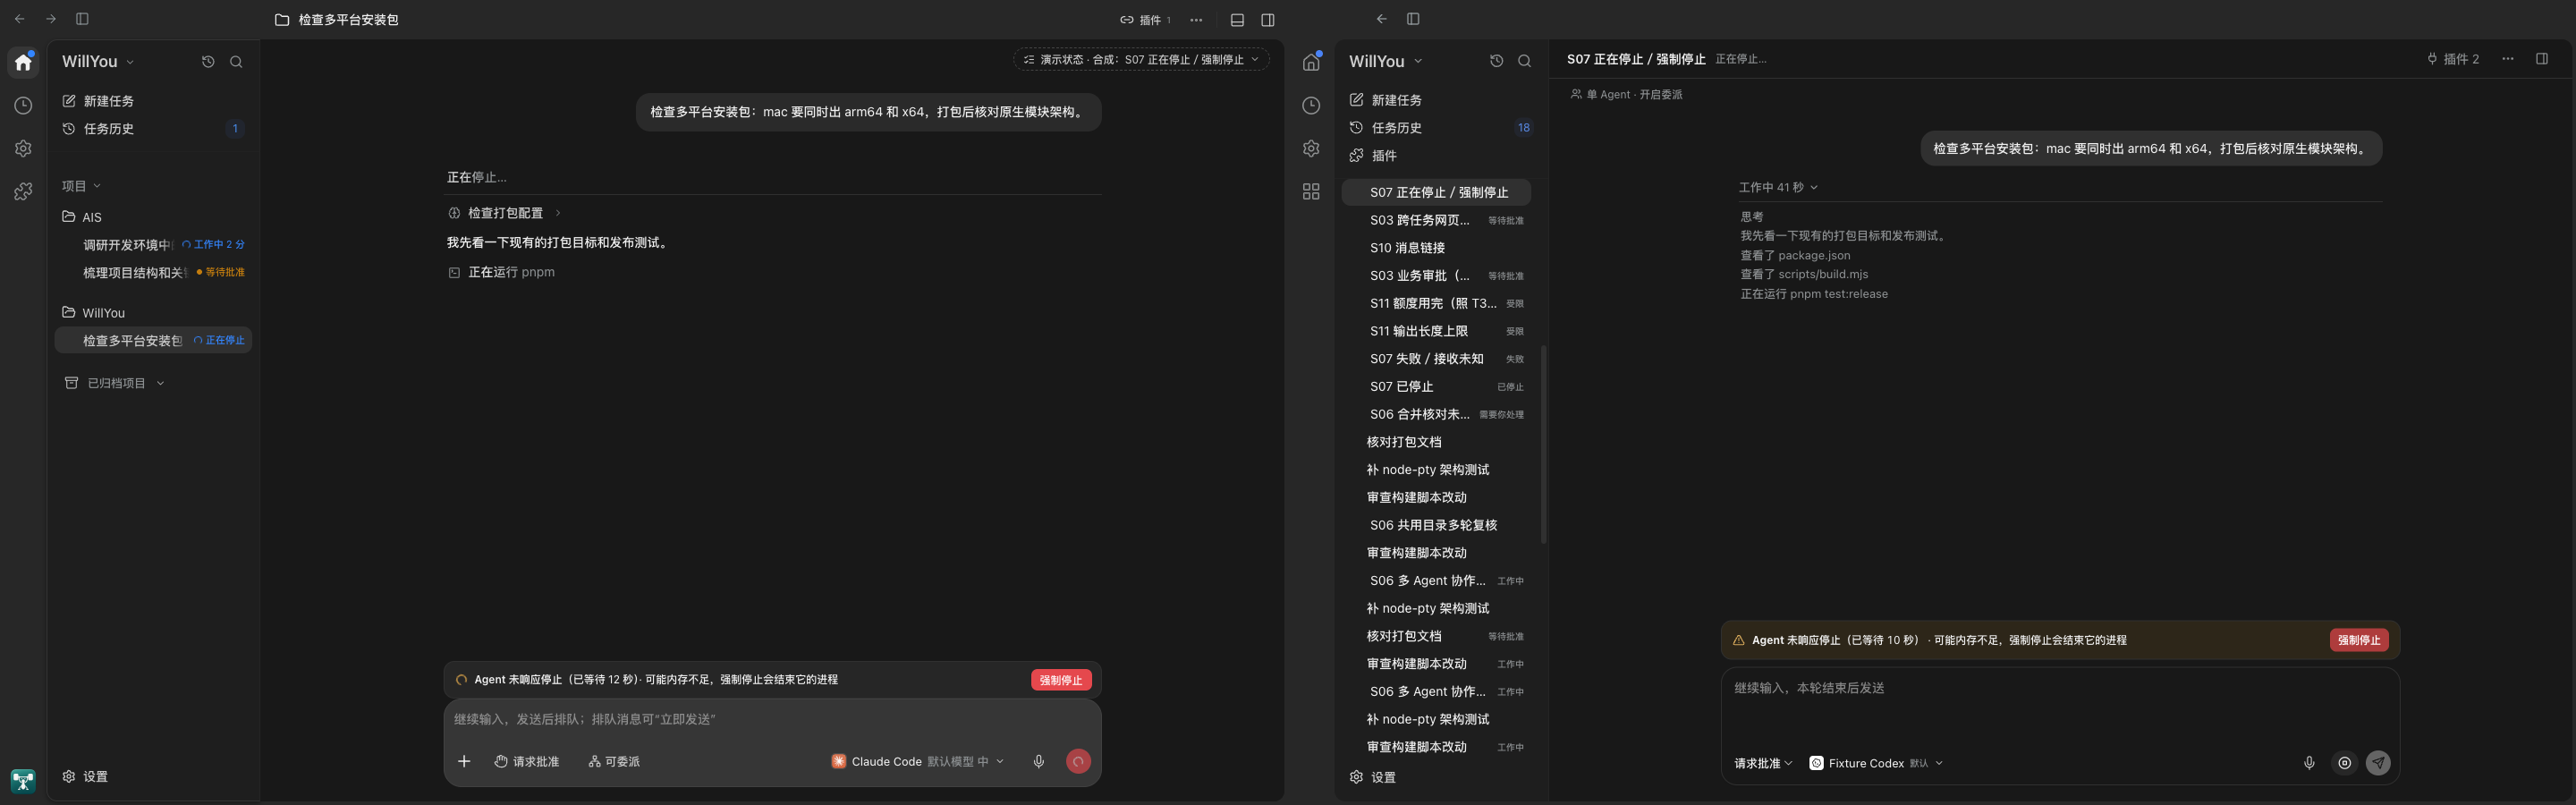 检查多平台安装包
插件 1
WillYou
新建任务
任务历史 1
项目
AIS
调研开发环境中 工作中 2 分
梳理项目结构和关 等待批准
WillYou
检查多平台安装包 正在停止
已归档项目
设置
演示状态 · 合成：S07 正在停止 / 强制停止
检查多平台安装包：mac 要同时出 arm64 和 x64，打包后核对原生模块架构。
正在停止...
检查打包配置
我先看一下现有的打包目标和发布测试。
正在运行 pnpm
Agent 未响应停止（已等待 12 秒）· 可能内存不足，强制停止会结束它的进程
强制停止
继续输入，发送后排队；排队消息可“立即发送”
请求批准
可委派
Claude Code 默认模型 中
WillYou
新建任务
任务历史 18
插件
S07 正在停止 / 强制停止
S03 跨任务网页... 等待批准
S10 消息链接
S03 业务审批（... 等待批准
S11 额度用完（照 T3... 受限
S11 输出长度上限 受限
S07 失败 / 接收未知 失败
S07 已停止 已停止
S06 合并核对未... 需要你处理
核对打包文档
补 node-pty 架构测试
审查构建脚本改动
S06 共用目录多轮复核
审查构建脚本改动
S06 多 Agent 协作... 工作中
补 node-pty 架构测试
核对打包文档 等待批准
审查构建脚本改动 工作中
S06 多 Agent 协作... 工作中
补 node-pty 架构测试
审查构建脚本改动 工作中
设置
S07 正在停止 / 强制停止 正在停止...
插件 2
单 Agent · 开启委派
检查多平台安装包：mac 要同时出 arm64 和 x64，打包后核对原生模块架构。
工作中 41 秒
思考
我先看一下现有的打包目标和发布测试。
查看了 package.json
查看了 scripts/build.mjs
正在运行 pnpm test:release
Agent 未响应停止（已等待 10 秒） · 可能内存不足，强制停止会结束它的进程
强制停止
继续输入，本轮结束后发送
请求批准
Fixture Codex 默认